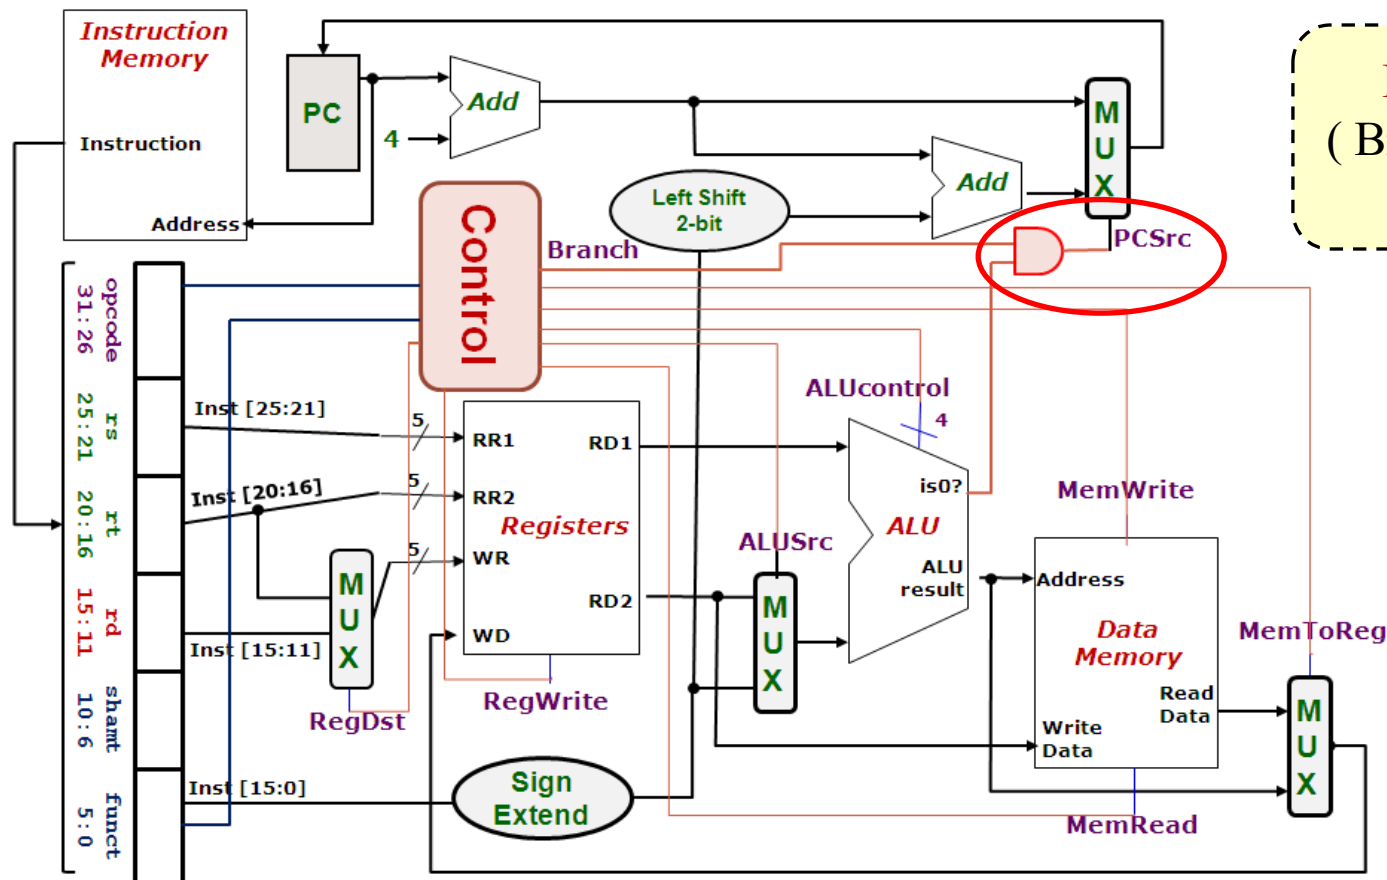 Instruction
Memory
Instruction
Address
PC
4
Add
Add
MUX
Left Shift
2-bit
( B
Control
Branch
PCSrc
opcode
31:26
rs
25:21
rt
20:16
rd
15:11
shamt
10:6
funct
5:0
Inst [25:21]
5
Inst [20:16]
5
5
MUX
Inst [15:11]
RegDst
RR1
RR2
WR
WD
RD1
RD2
Registers
RegWrite
Inst [15:0]
Sign
Extend
ALUSrc
MUX
ALUcontrol
4
is0?
ALU
ALU
result
MemWrite
Address
Data
Memory
Read
Data
Write
Data
MemRead
MemToReg
MUX